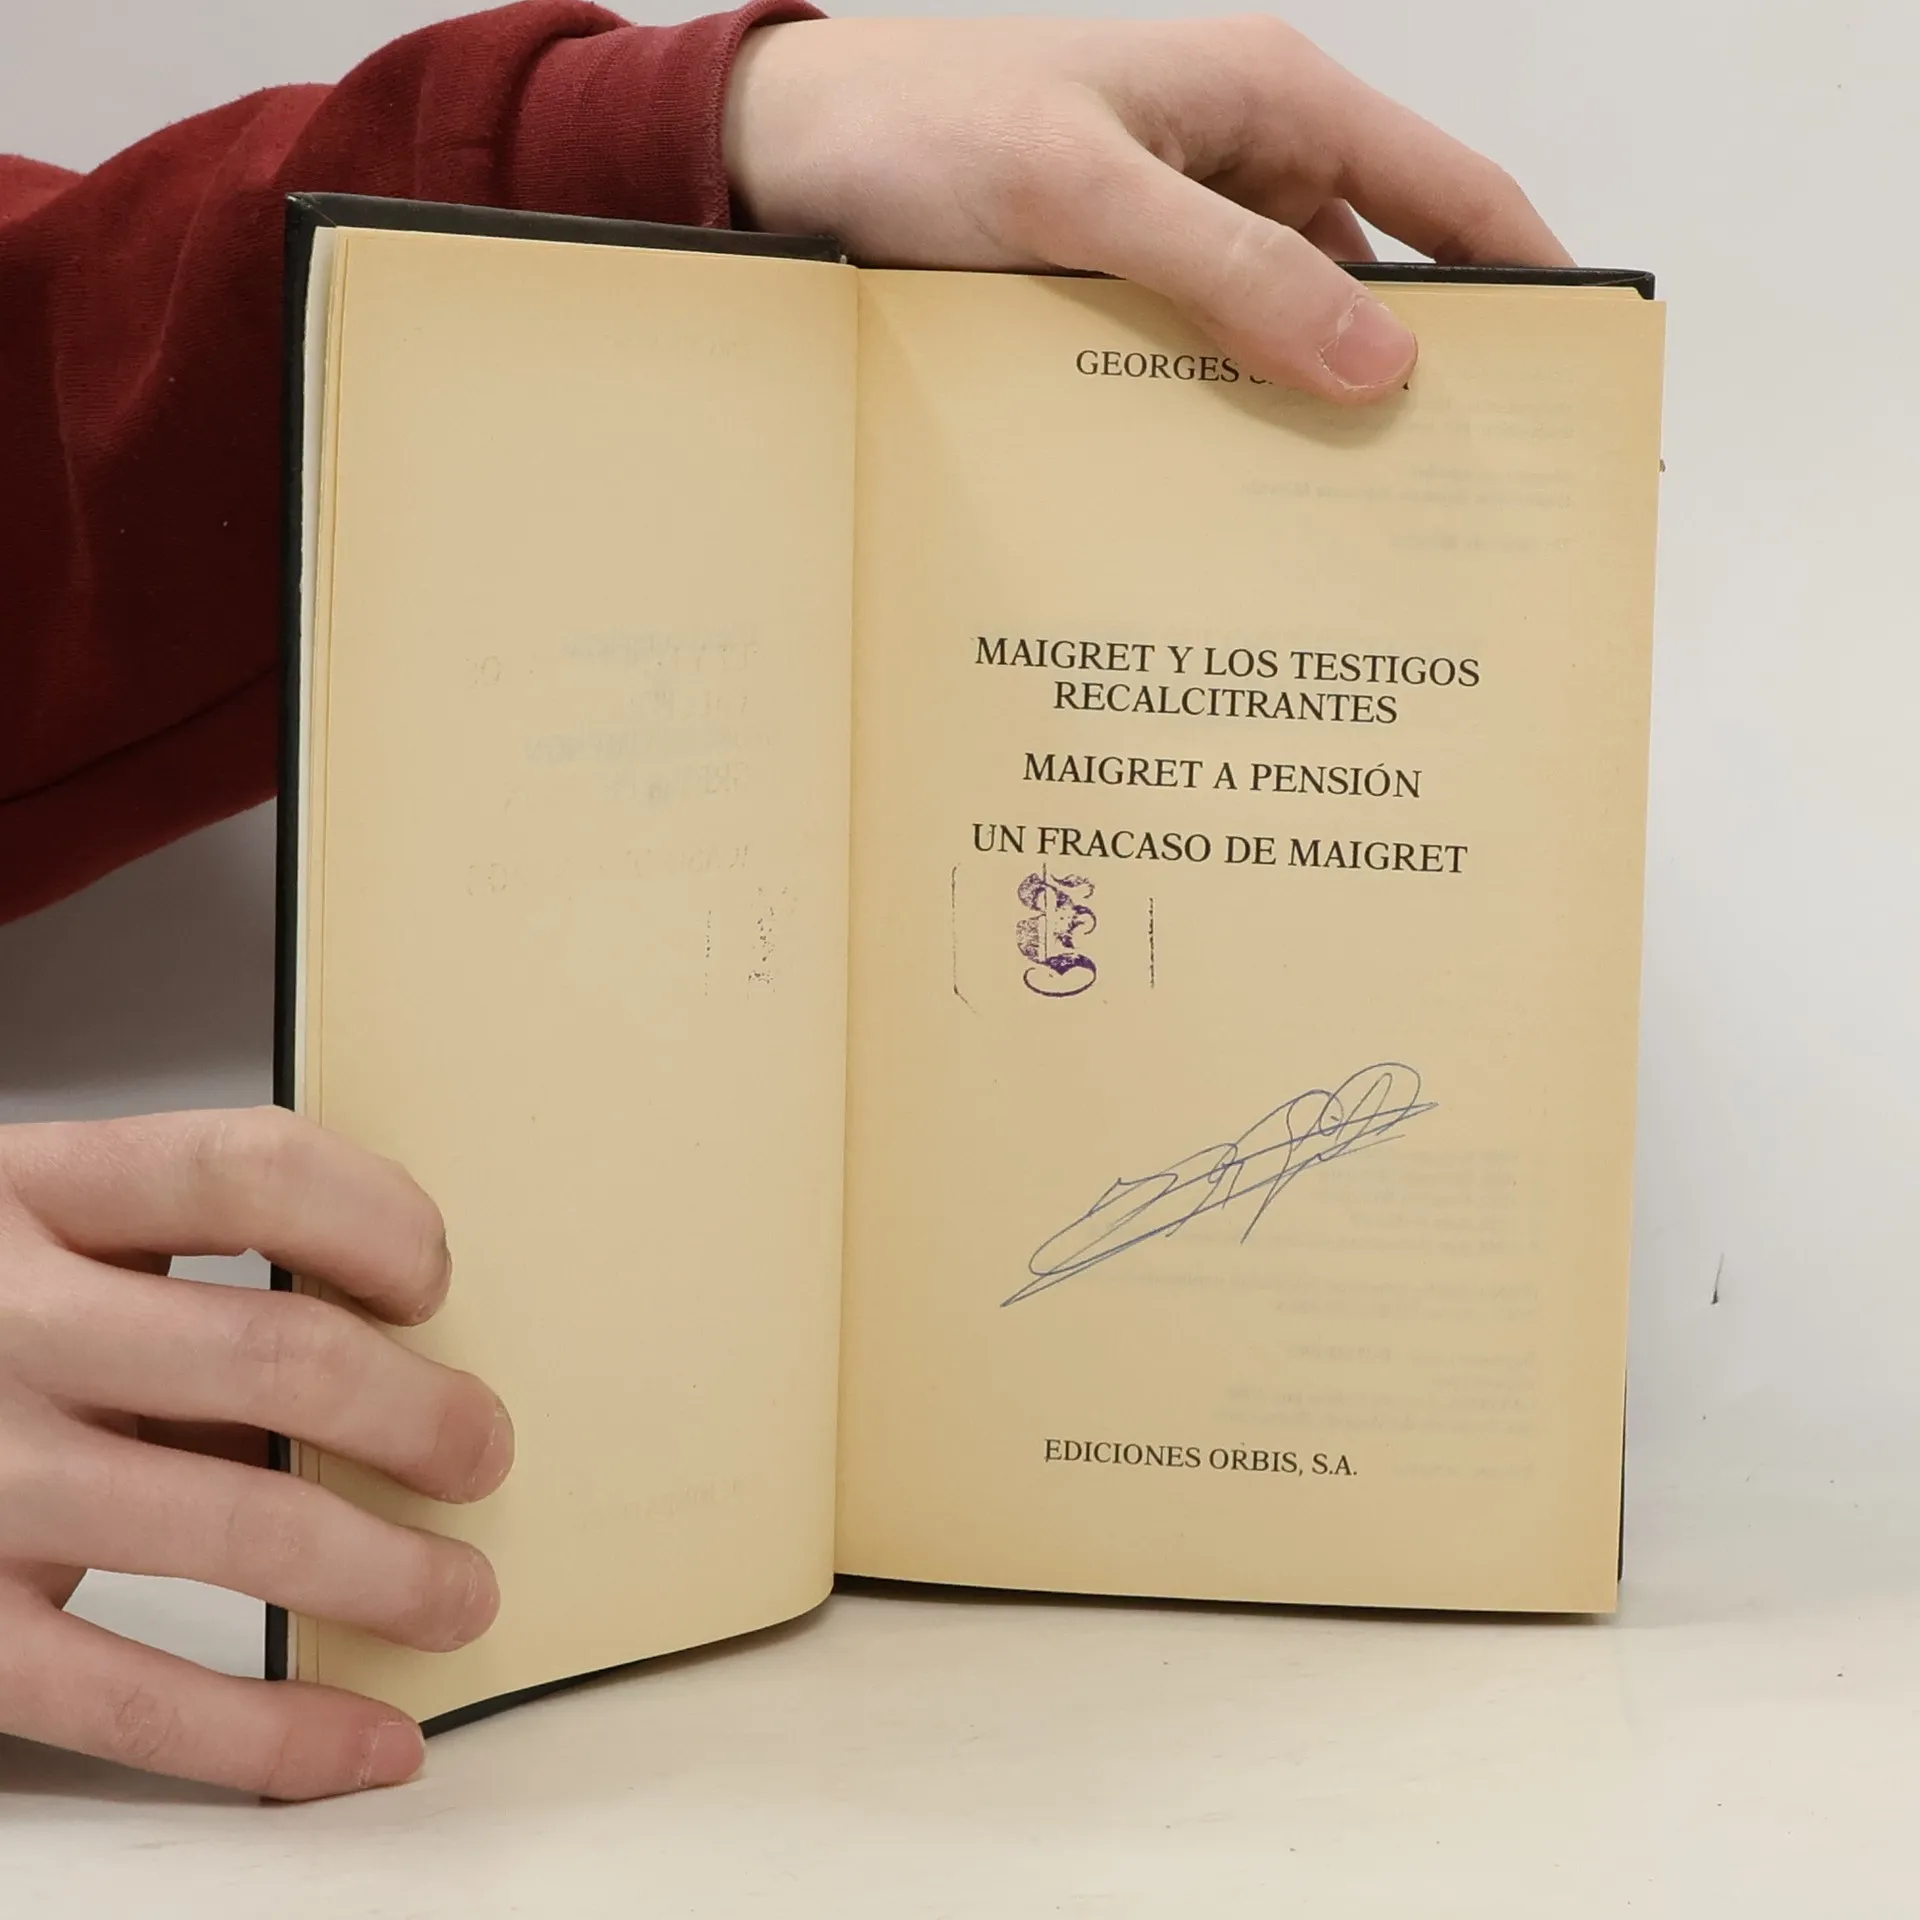 GEORGES
MAIGRET Y LOS TESTIGOS
RECALCITRANTES
MAIGRET A PENSIÓN
UN FRACASO DE MAIGRET
EDICIONES ORBIS, S.A.